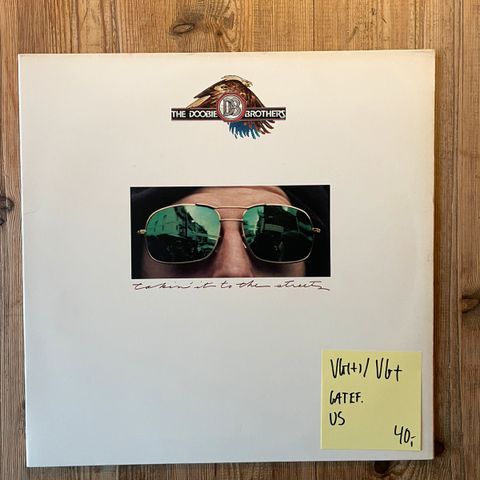 THE DOOBIE DB BROTHERS
takin' it to the streets
VG(+) / VG+
GATEF.
US
40,-